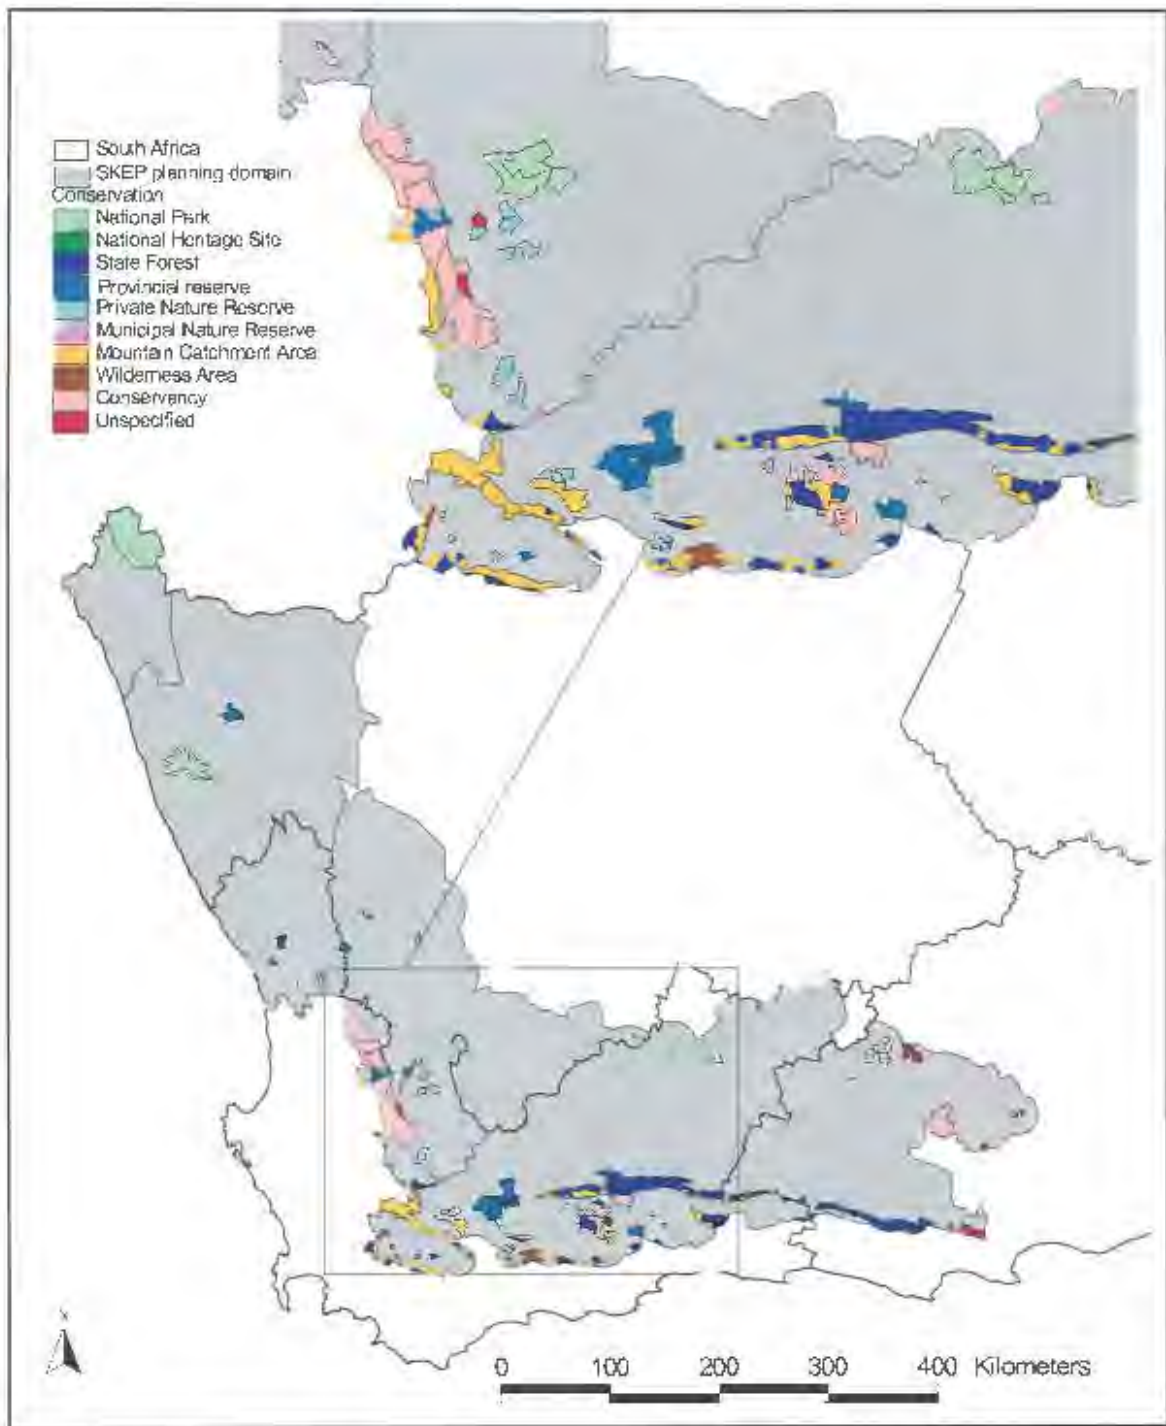 South Africa
SKEP planning domain
Conservation
National Park
National Heritage Site
State Forest
Provincial reserve
Private Nature Reserve
Municipal Nature Reserve
Mountain Catchment Area
Wilderness Area
Conservancy
Unspecified
N
0 100 200 300 400 Kilometers